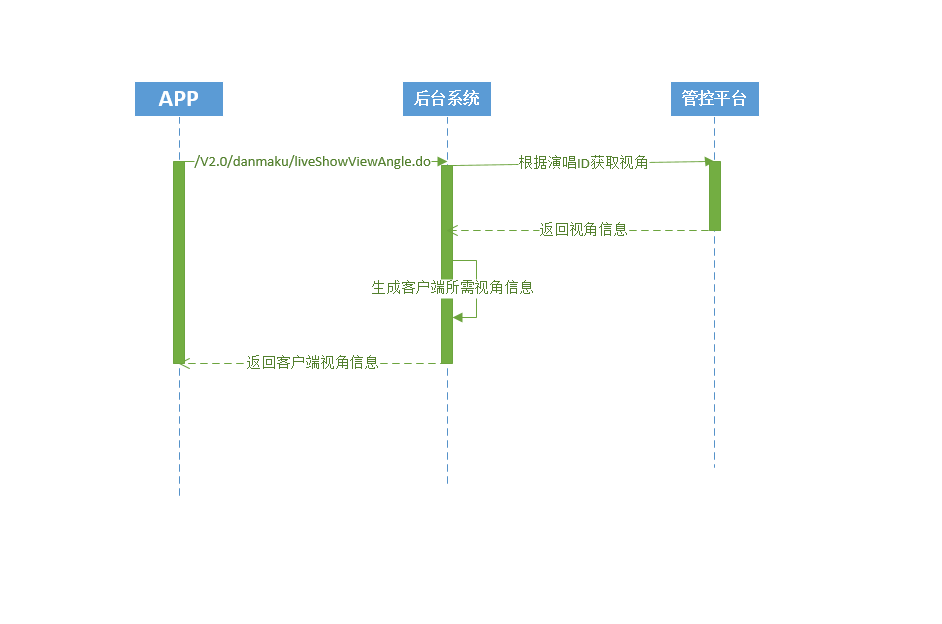 APP
后台系统
管控平台
/V2.0/danmaku/liveShowViewAngle.do
根据演唱ID获取视角
返回视角信息
生成客户端所需视角信息
返回客户端视角信息